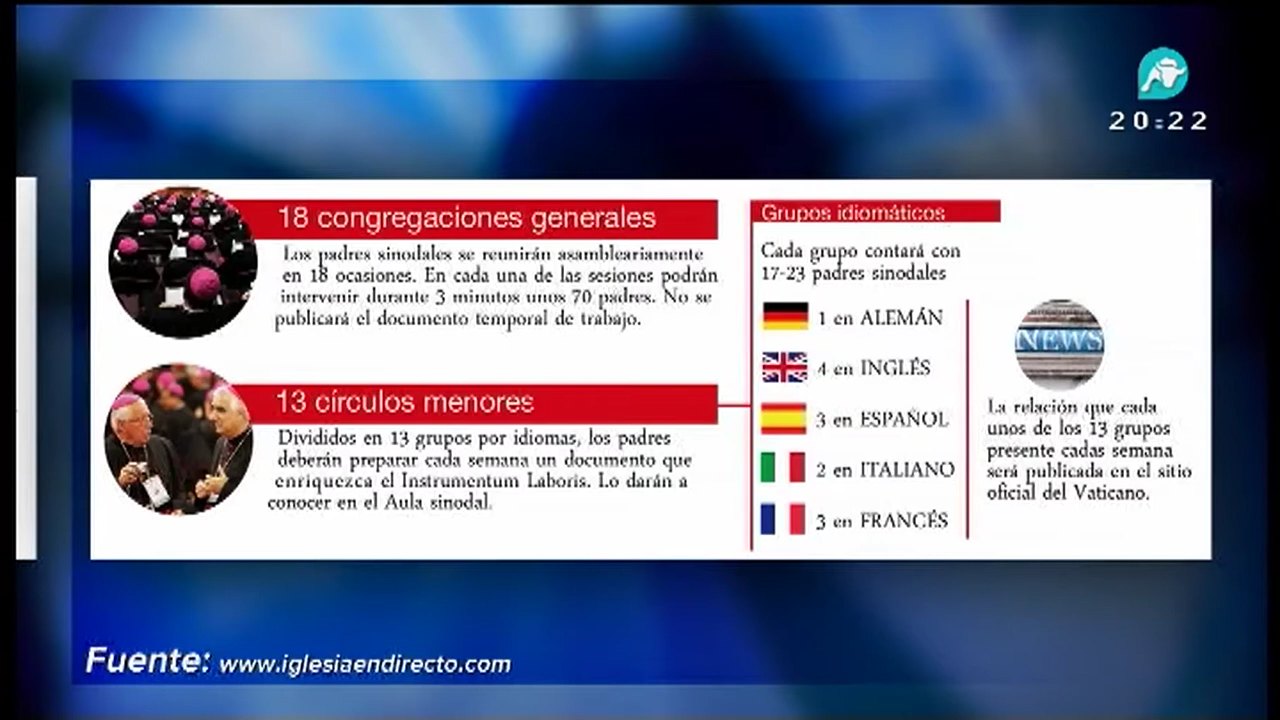 20:22
18 congregaciones generales
Los padres sinodales se reunirán asambleariamente
en 18 ocasiones. En cada una de las sesiones podrán
intervenir durante 3 minutos unos 70 padres. No se
publicará el documento temporal de trabajo.
13 círculos menores
Divididos en 13 grupos por idiomas, los padres
deberán preparar cada semana un documento que
enriquezca el Instrumentum Laboris. Lo darán a
conocer en el Aula sinodal.
Grupos idiomáticos
Cada grupo contará con
17-23 padres sinodales
1 en ALEMÁN
4 en INGLÉS
3 en ESPAÑOL
2 en ITALIANO
3 en FRANCÉS
NEWS
La relación que cada
unos de los 13 grupos
presente cadas semana
será publicada en el sitio
oficial del Vaticano.
Fuente: www.iglesiaendirecto.com